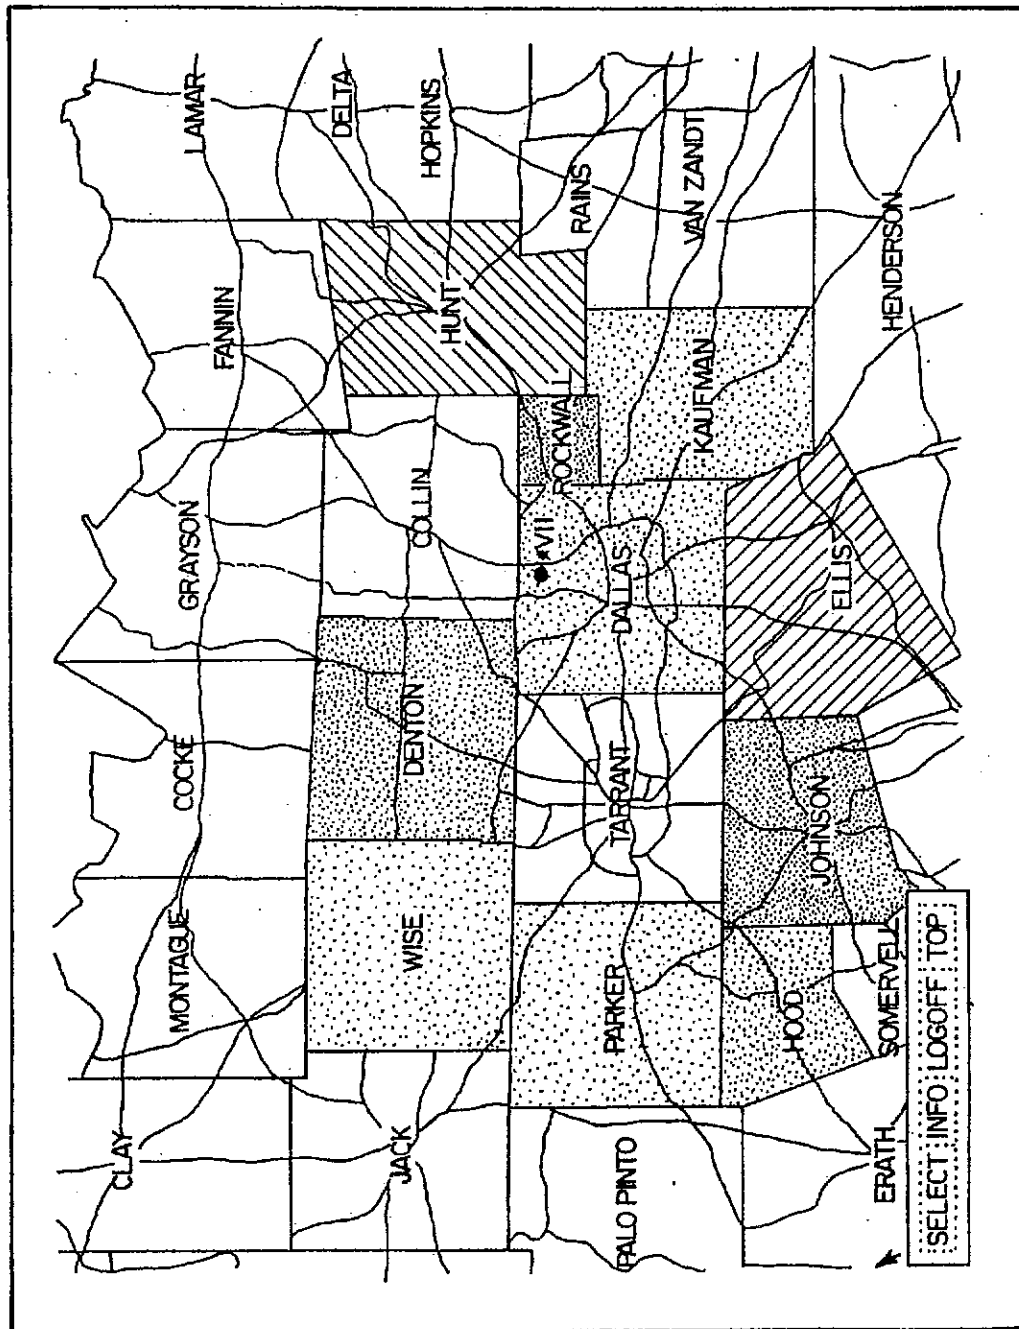 CLAY
MONTAGUE
COCKE
GRAYSON
FANNIN
LAMAR
DELTA
JACK
WISE
DENTON
COLLIN
HUNT
HOPKINS
*VII
ROCKWALL
RAINS
PALO PINTO
PARKER
TARRANT
DALLAS
KAUFMAN
VAN ZANDT
HOOD
JOHNSON
ELLIS
ERATH
SOMERVELL
HENDERSON
SELECT INFO LOGOFF TOP